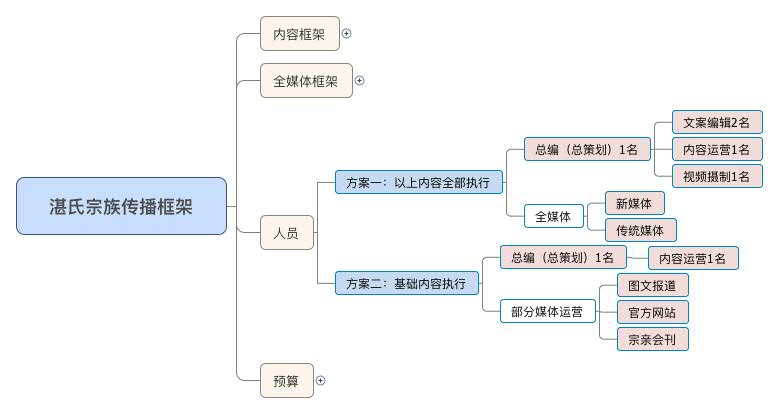 湛氏宗族传播框架
内容框架
全媒体框架
人员
方案一：以上内容全部执行
总编（总策划）1名
文案编辑2名
内容运营1名
视频摄制1名
全媒体
新媒体
传统媒体
方案二：基础内容执行
总编（总策划）1名
内容运营1名
部分媒体运营
图文报道
官方网站
宗亲会刊
预算